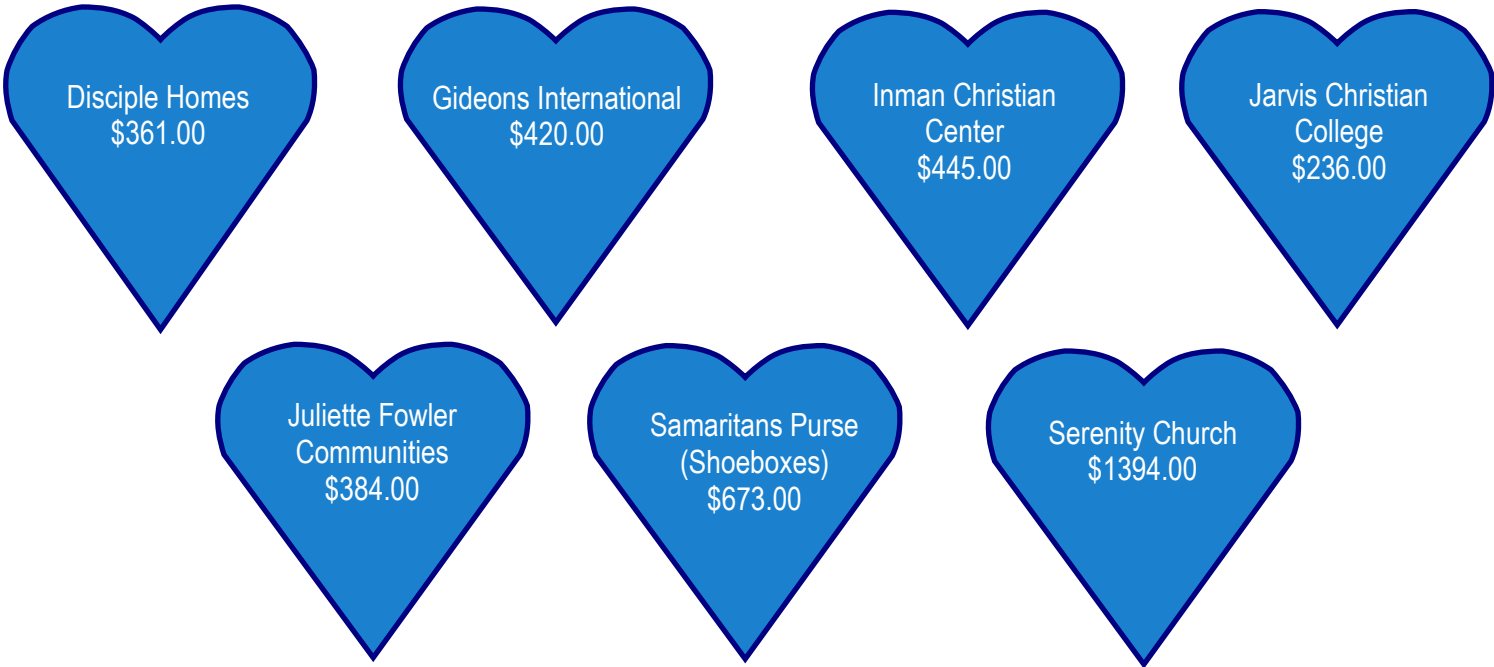 Disciple Homes
$361.00
Gideons International
$420.00
Inman Christian
Center
$445.00
Jarvis Christian
College
$236.00
Juliette Fowler
Communities
$384.00
Samaritans Purse
(Shoeboxes)
$673.00
Serenity Church
$1394.00